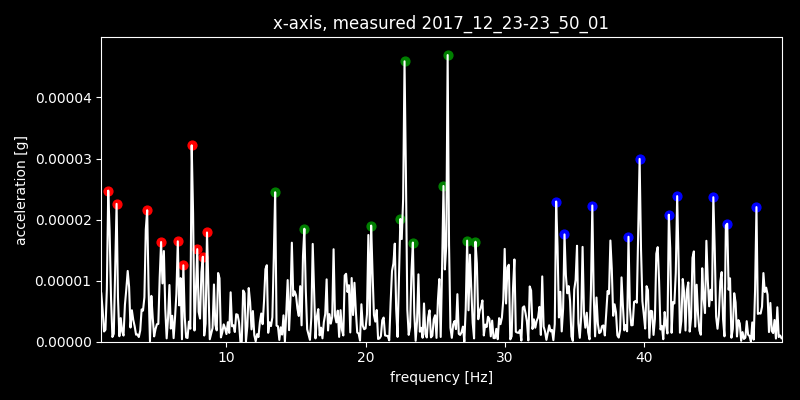 x-axis, measured 2017_12_23-23_50_01
acceleration [g]
0.00004
0.00003
0.00002
0.00001
0.00000
10 20 30 40
frequency [Hz]